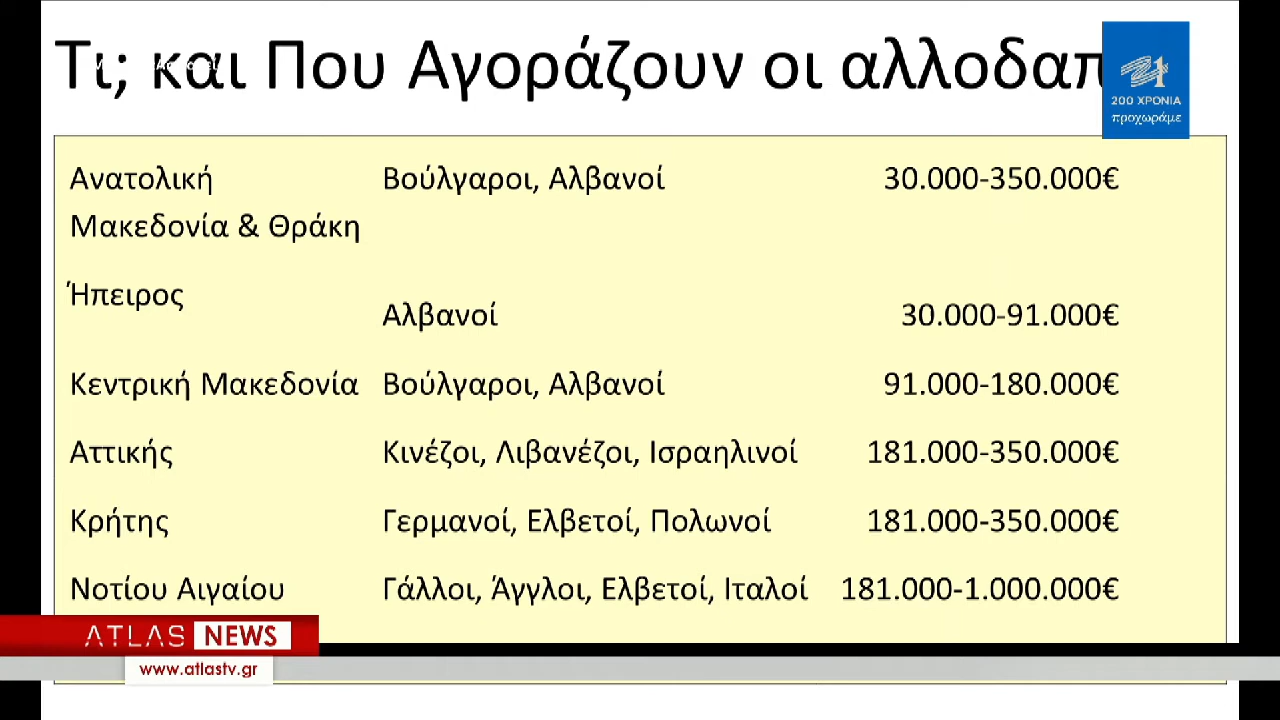 Τι; και Που Αγοράζουν οι αλλοδαπ
200 ΧΡΟΝΙΑ
προχωράμε
Ανατολική Βούλγαροι, Αλβανοί 30.000-350.000€
Μακεδονία & Θράκη
Ήπειρος
Αλβανοί 30.000-91.000€
Κεντρική Μακεδονία Βούλγαροι, Αλβανοί 91.000-180.000€
Αττικής Κινέζοι, Λιβανέζοι, Ισραηλινοί 181.000-350.000€
Κρήτης Γερμανοί, Ελβετοί, Πολωνοί 181.000-350.000€
Νοτίου Αιγαίου Γάλλοι, Άγγλοι, Ελβετοί, Ιταλοί 181.000-1.000.000€
ATLAS NEWS
www.atlastv.gr